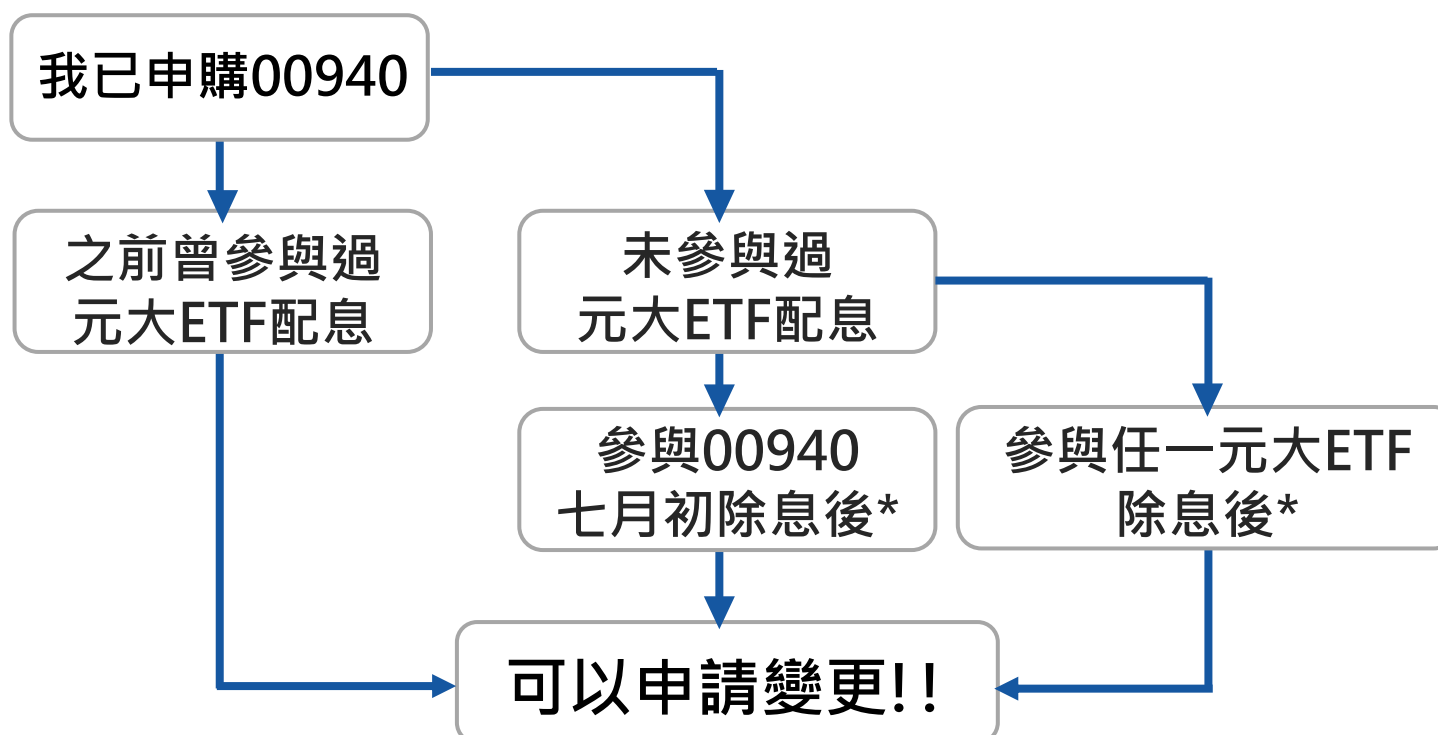 我已申購00940
之前曾參與過
元大ETF配息
未參與過
元大ETF配息
參與00940
七月初除息後*
參與任一元大ETF
除息後*
可以申請變更!!